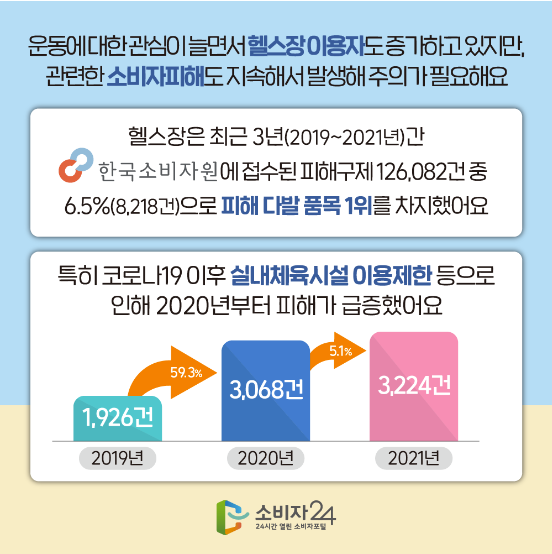 운동에 대한 관심이 늘면서 헬스장 이용자도 증가하고 있지만,
관련한 소비자피해도 지속해서 발생해 주의가 필요해요
헬스장은 최근 3년(2019~2021년)간
한국소비자원에 접수된 피해구제 126,082건 중
6.5%(8,218건)으로 피해 다발 품목 1위를 차지했어요
특히 코로나19 이후 실내체육시설 이용제한 등으로
인해 2020년부터 피해가 급증했어요
59.3%
5.1%
1,926건
3,068건
3,224건
2019년
2020년
2021년
소비자24
24시간 열린 소비자포털